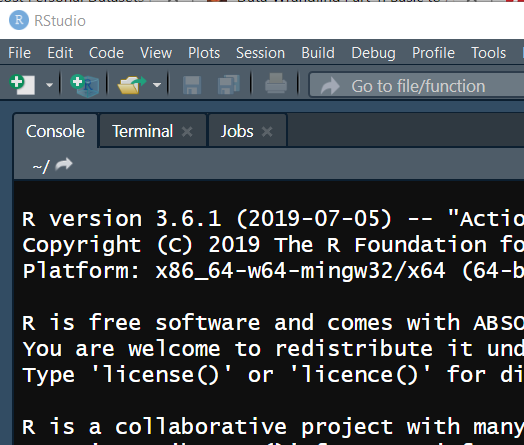 RStudio
File Edit Code View Plots Session Build Debug Profile Tools
Go to file/function
Console Terminal Jobs
~/
R version 3.6.1 (2019-07-05) -- "Actio
Copyright (C) 2019 The R Foundation fo
Platform: x86_64-w64-mingw32/x64 (64-b
R is free software and comes with ABSO
You are welcome to redistribute it und
Type 'license()' or 'licence()' for di
R is a collaborative project with many